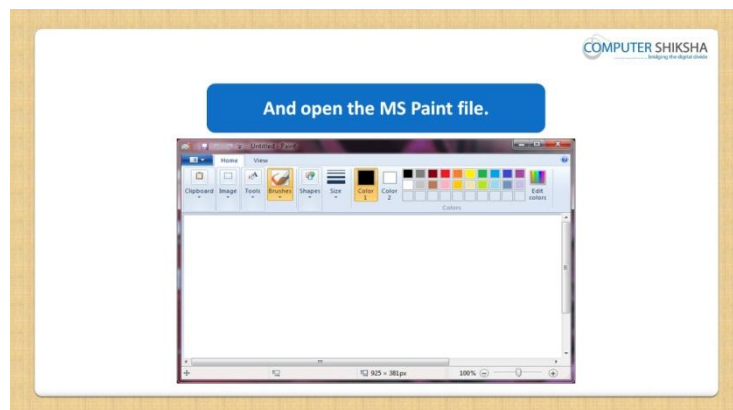 COMPUTER SHIKSHA
Bridging the digital divide
And open the MS Paint file.
Untitled - Paint
Home View
Clipboard Image Tools Brushes Shapes Size Color 1 Color 2 Edit colors
Colors
925 × 381px 100%